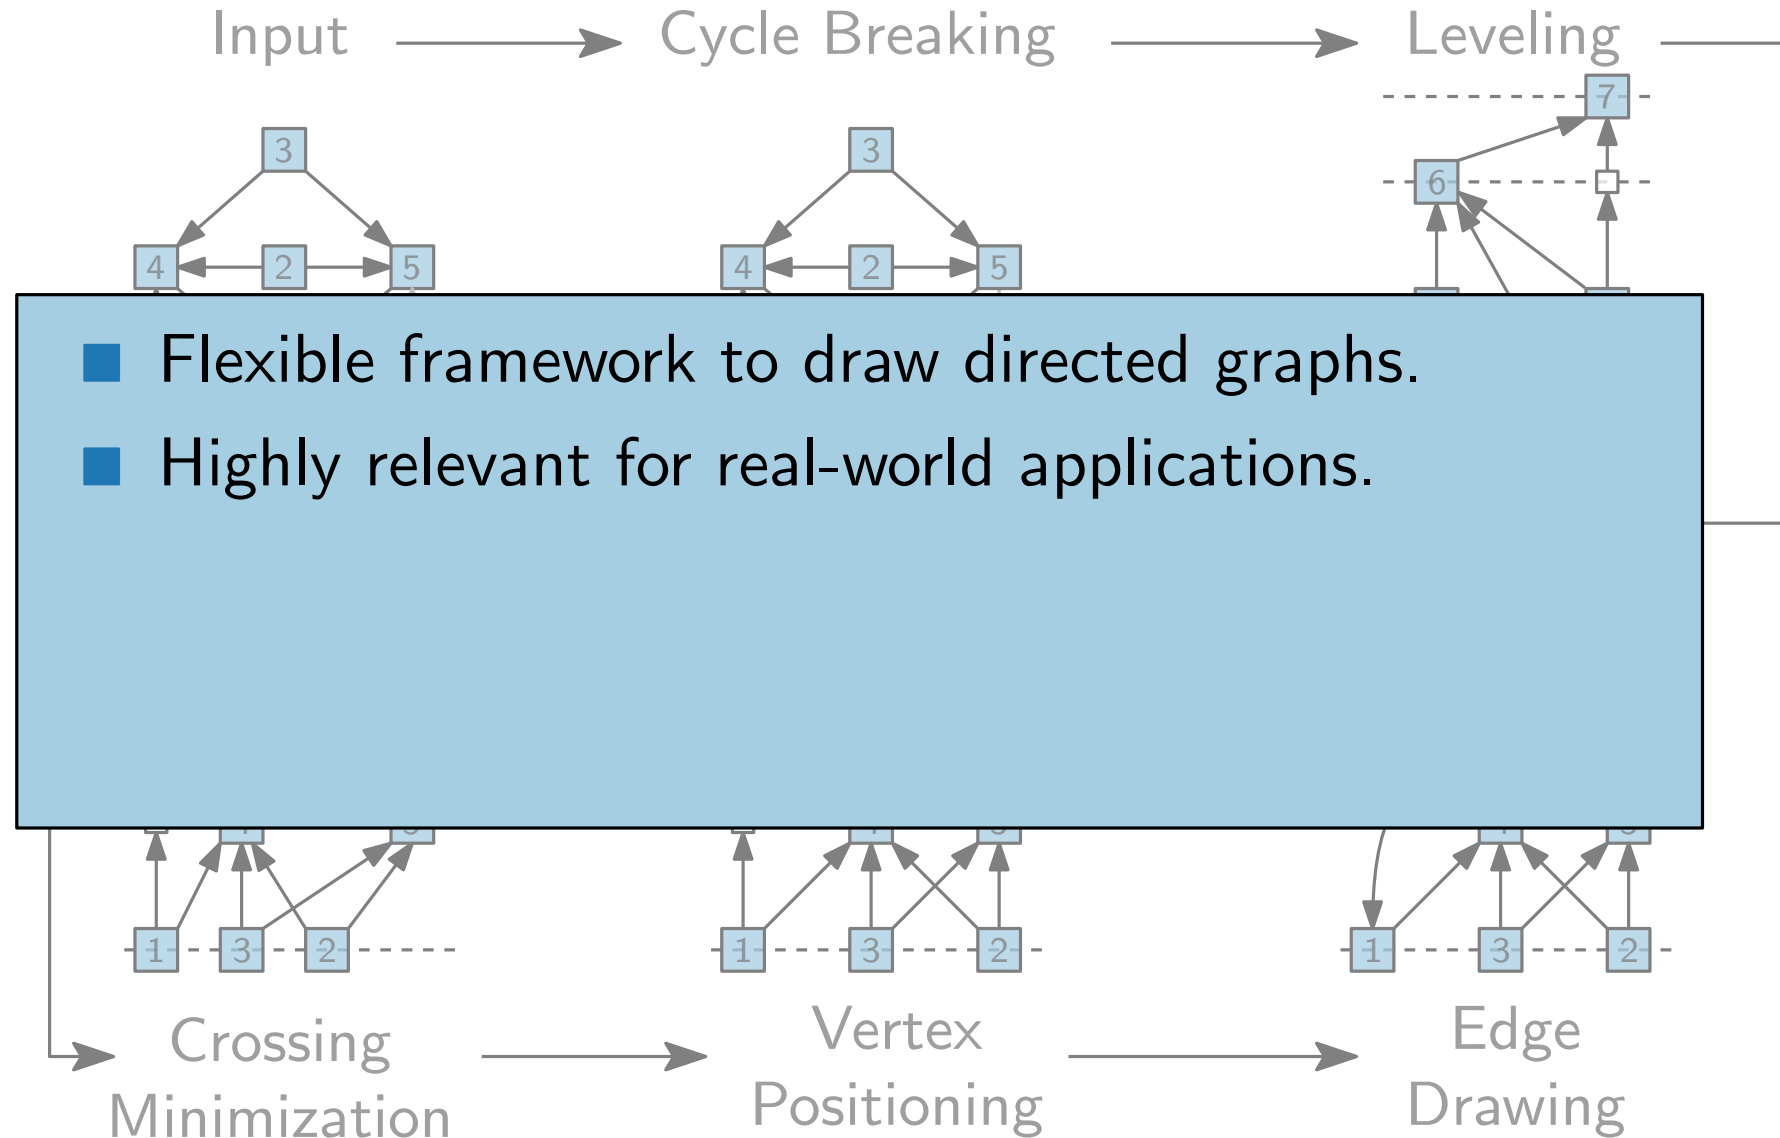 Input Cycle Breaking Leveling
7
3 3
6
4 2 5 4 2 5
Flexible framework to draw directed graphs.
Highly relevant for real-world applications.
1 3 2 1 3 2 1 3 2
Crossing Vertex Edge
Minimization Positioning Drawing